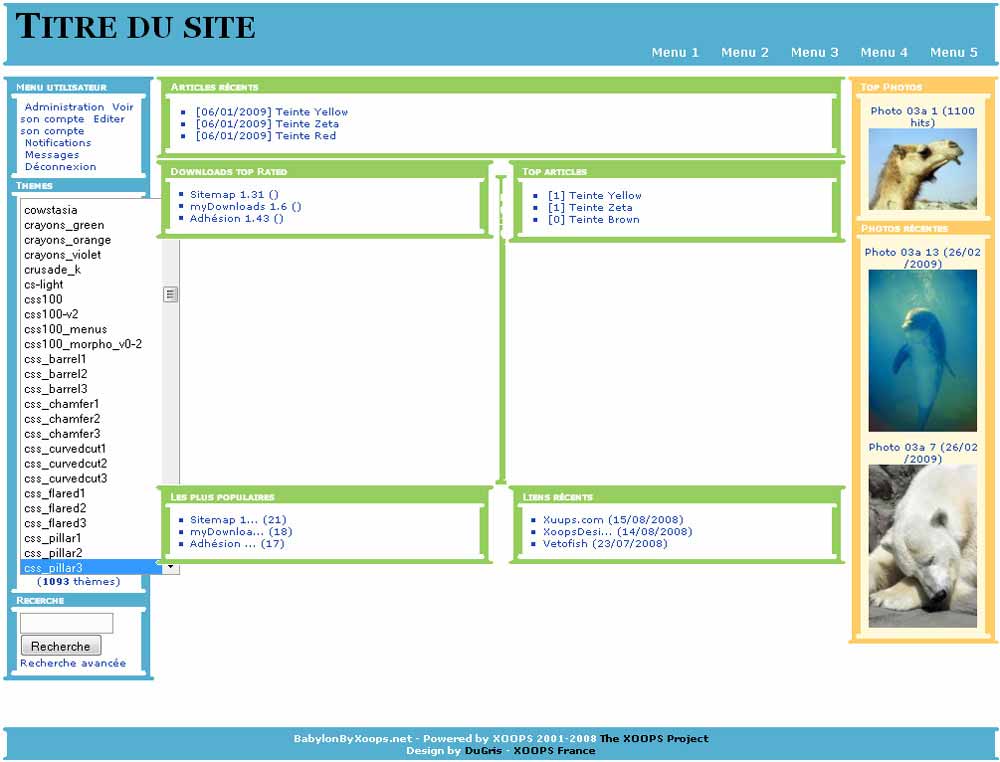 TITRE DU SITE
Menu 1 Menu 2 Menu 3 Menu 4 Menu 5
MENU UTILISATEUR
Administration Voir
son compte Editer
son compte
Notifications
Messages
Déconnexion
THEMES
cowstasia
crayons_green
crayons_orange
crayons_violet
crusade_k
cs-light
css100
css100-v2
css100_menus
css100_morpho_v0-2
css_barrel1
css_barrel2
css_barrel3
css_chamfer1
css_chamfer2
css_chamfer3
css_curvedcut1
css_curvedcut2
css_curvedcut3
css_flared1
css_flared2
css_flared3
css_pillar1
css_pillar2
css_pillar3
(1093 thèmes)
RECERCHE
Recherche
Recherche avancée
ARTICLES RÉCENTS
[06/01/2009] Teinte Yellow
[06/01/2009] Teinte Zeta
[06/01/2009] Teinte Red
DOWNLOADS TOP RATED
Sitemap 1.31 ()
myDownloads 1.6 ()
Adhésion 1.43 ()
TOP ARTICLES
[1] Teinte Yellow
[1] Teinte Zeta
[0] Teinte Brown
LES PLUS POPULAIRES
Sitemap 1... (21)
myDownloa... (18)
Adhésion ... (17)
LIENS RÉCENTS
Xuups.com (15/08/2008)
XoopsDesi... (14/08/2008)
Vetofish (23/07/2008)
TOP PHOTOS
Photo 03a 1 (1100
hits)
PHOTOS RÉCENTES
Photo 03a 13 (26/02
/2009)
Photo 03a 7 (26/02
/2009)
BabylonByXoops.net - Powered by XOOPS 2001-2008 The XOOPS Project
Design by DuGris - XOOPS France